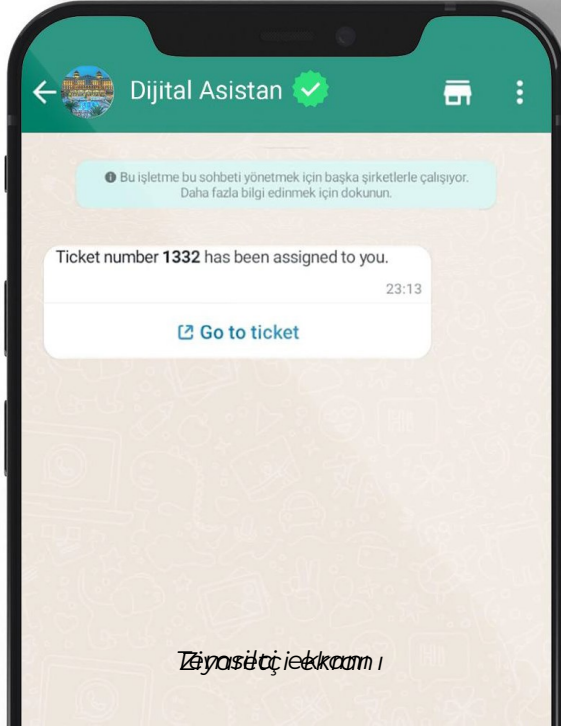 Dijital Asistan
Bu işletme bu sohbeti yönetmek için başka şirketlerle çalışıyor.
Daha fazla bilgi edinmek için dokunun.
Ticket number 1332 has been assigned to you.
23:13
Go to ticket